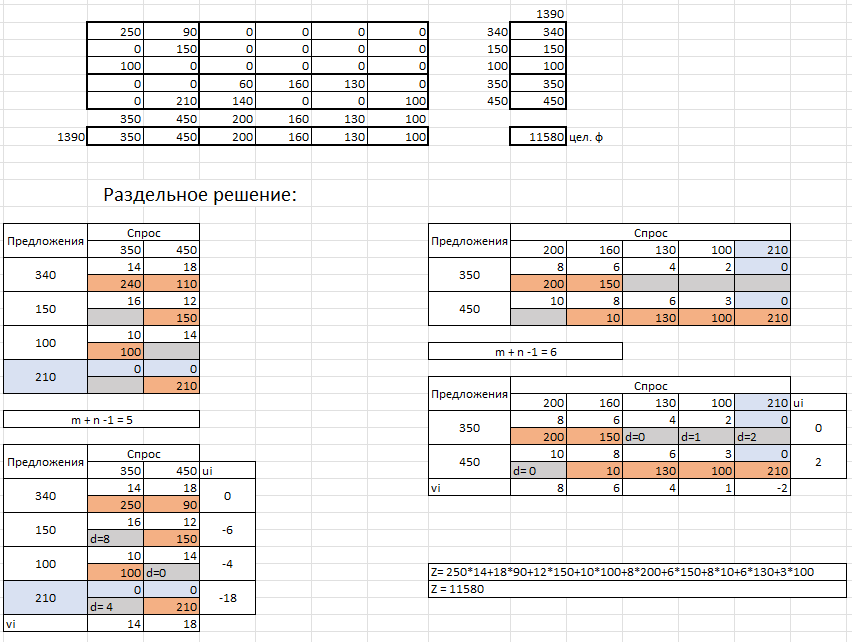 1390
250 90 0 0 0 0 340 340
0 150 0 0 0 0 150 150
100 0 0 0 0 0 100 100
0 0 60 160 130 0 350 350
0 210 140 0 0 100 450 450
350 450 200 160 130 100
1390 350 450 200 160 130 100 11580 цел. ф
Раздельное решение:
Предложения Спрос
350 450
340 14 18
240 110
150 16 12
150
100 10 14
100
210 0 0
210
m + n -1 = 5
Предложения Спрос
350 450 ui
340 14 18 0
250 90
150 16 12 -6
d=8 150
100 10 14 -4
100 d=0
210 0 0 -18
d= 4 210
vi 14 18
Предложения Спрос
200 160 130 100 210
350 8 6 4 2 0
200 150
450 10 8 6 3 0
10 130 100 210
m + n -1 = 6
Предложения Спрос
200 160 130 100 210 ui
350 8 6 4 2 0 0
200 150 d=0 d=1 d=2
450 10 8 6 3 0 2
d= 0 10 130 100 210
vi 8 6 4 1 -2
Z= 250*14+18*90+12*150+10*100+8*200+6*150+8*10+6*130+3*100
Z = 11580